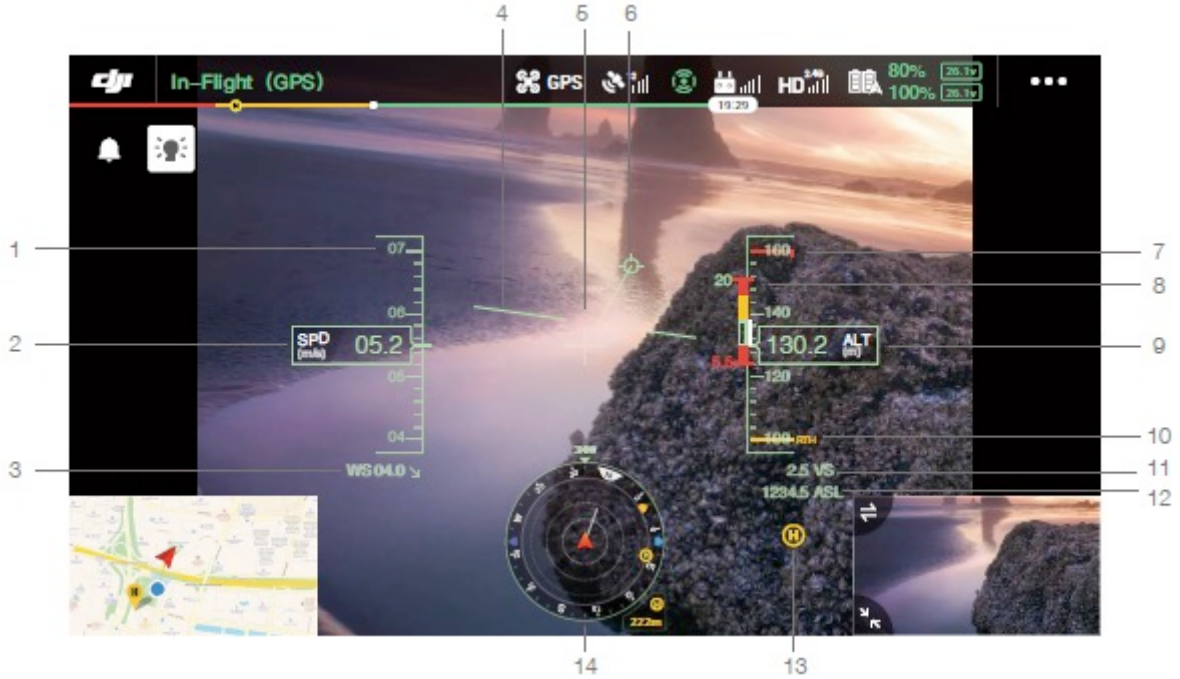 4 5 6
dji In-Flight (GPS) GPS HD 2.4G 80% 26.1v
100% 26.1v
19:29
1 07 160 7
20 8
06 140
2 SPD (m/s) 05.2 130.2 ALT (m) 9
5.5
05 120
04 100 RTH 10
3 WS 04.0 ↘ 2.5 VS 11
1234.5 ASL 12
H
N
H
H
222m
14 13